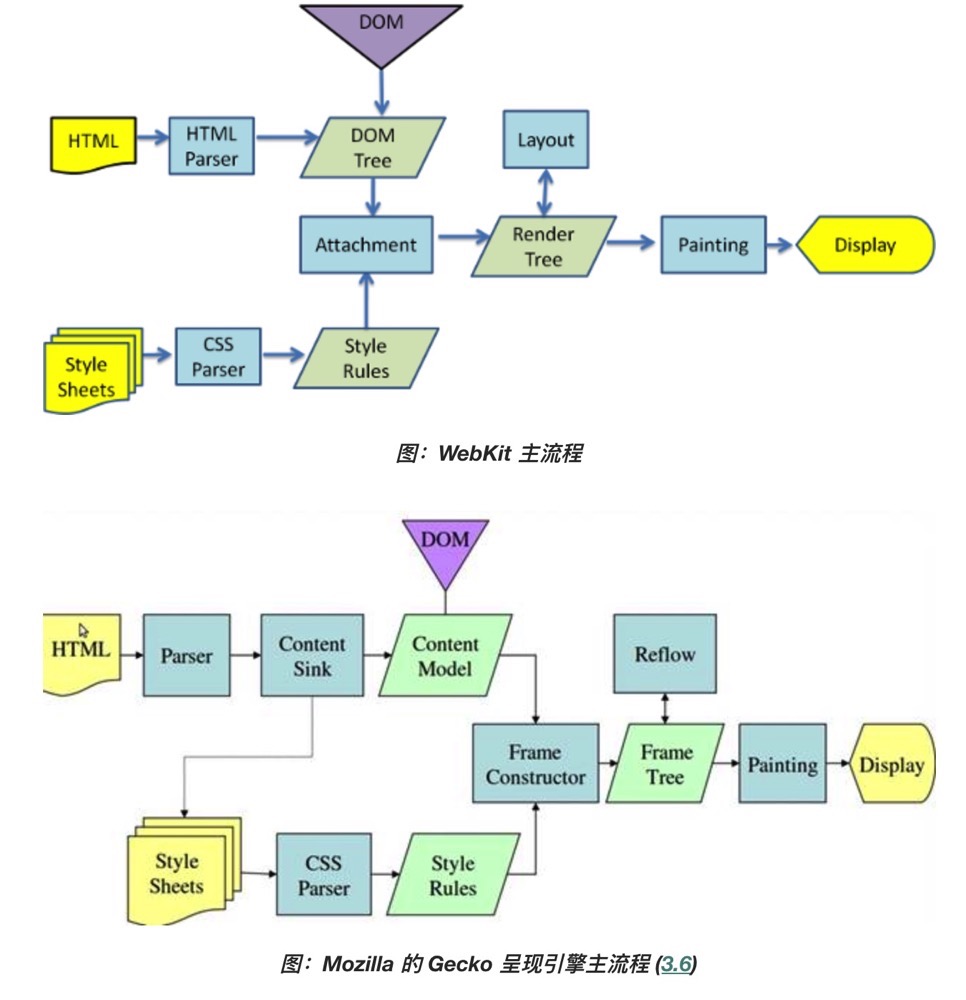 DOM
HTML
HTML
Parser
DOM
Tree
Layout
Attachment
Render
Tree
Painting
Display
Style
Sheets
CSS
Parser
Style
Rules
图：WebKit 主流程
DOM
HTML
Parser
Content
Sink
Content
Model
Reflow
Frame
Constructor
Frame
Tree
Painting
Display
Style
Sheets
CSS
Parser
Style
Rules
图：Mozilla 的 Gecko 呈现引擎主流程 (3.6)